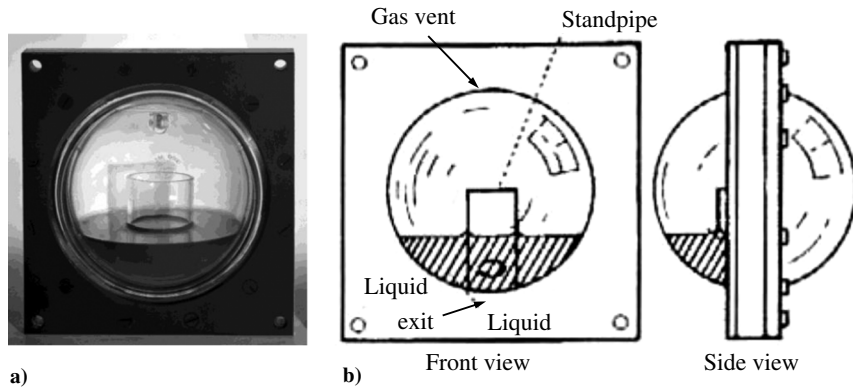 Gas vent
Standpipe
Liquid
exit
Liquid
Front view
Side view
a)
b)